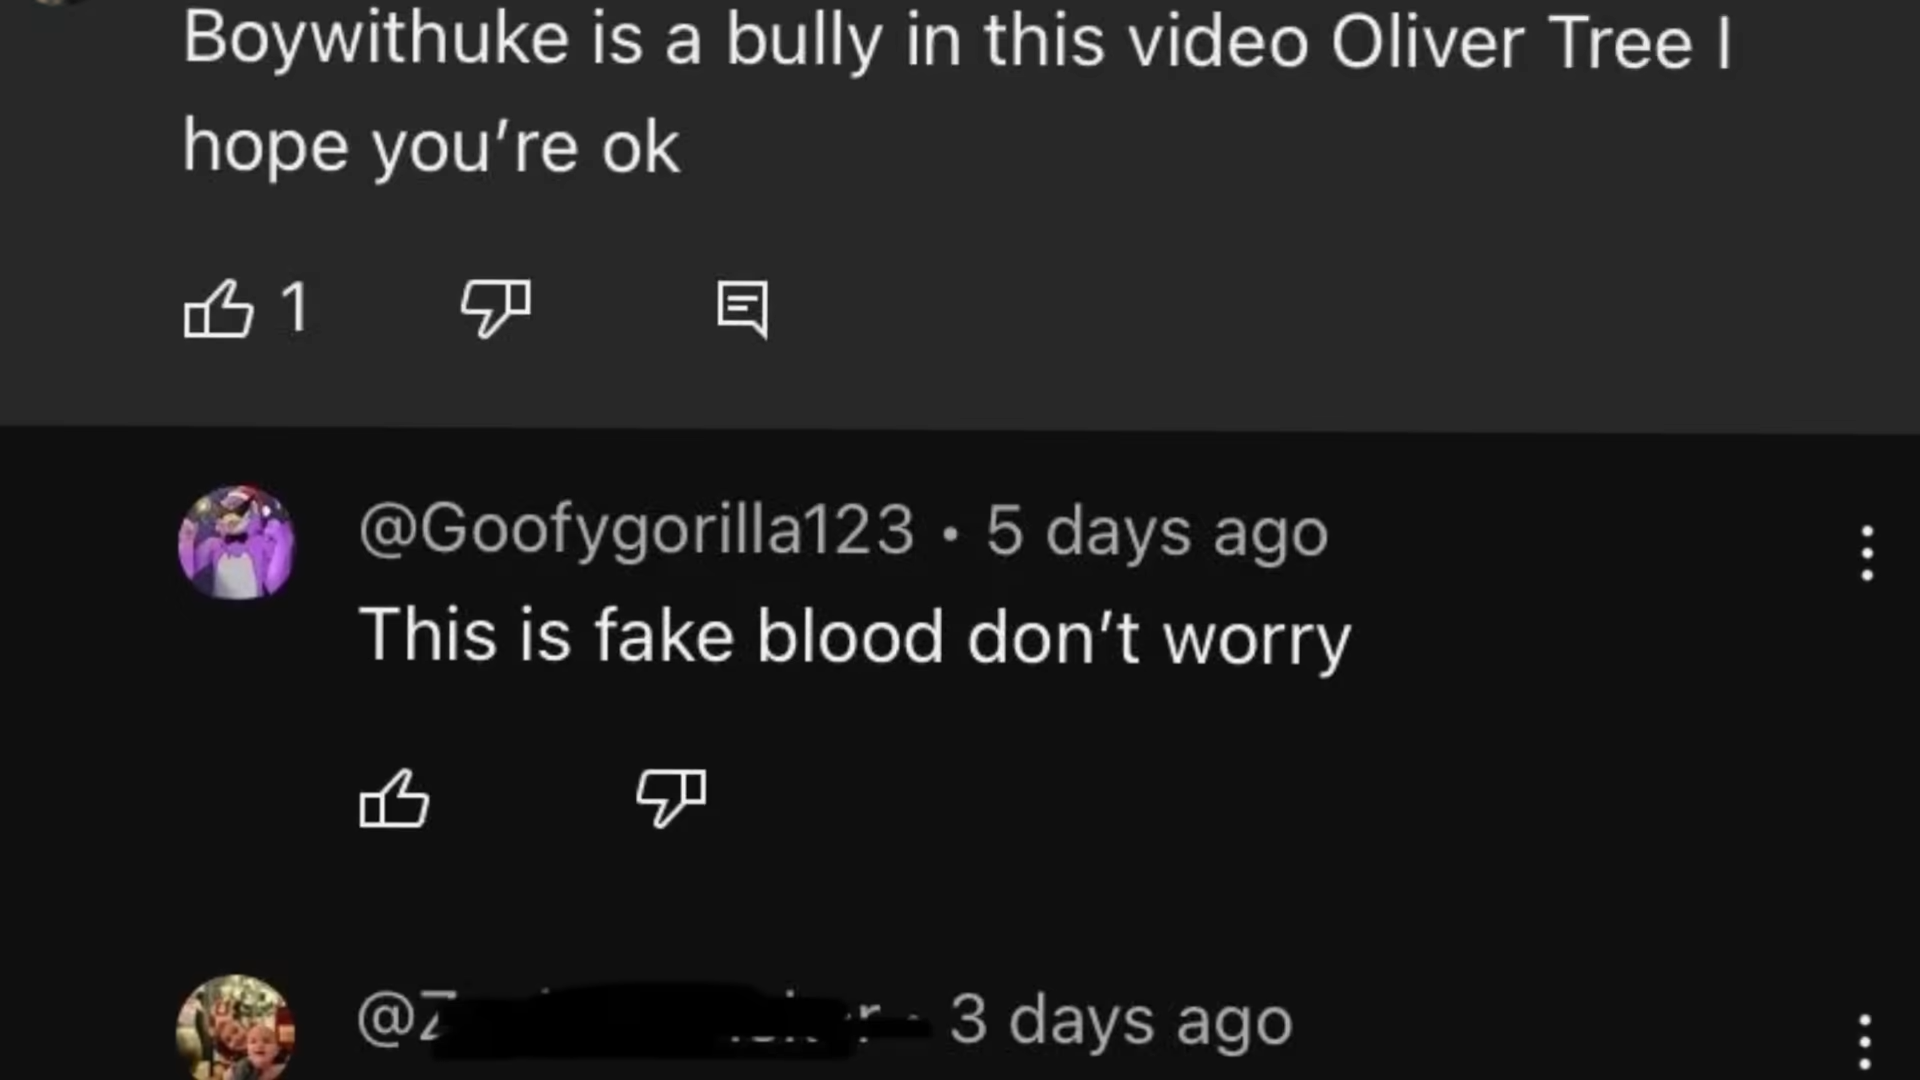 Boywithuke is a bully in this video Oliver Tree I
hope you're ok
1
@Goofygorilla123 • 5 days ago
This is fake blood don't worry
3 days ago